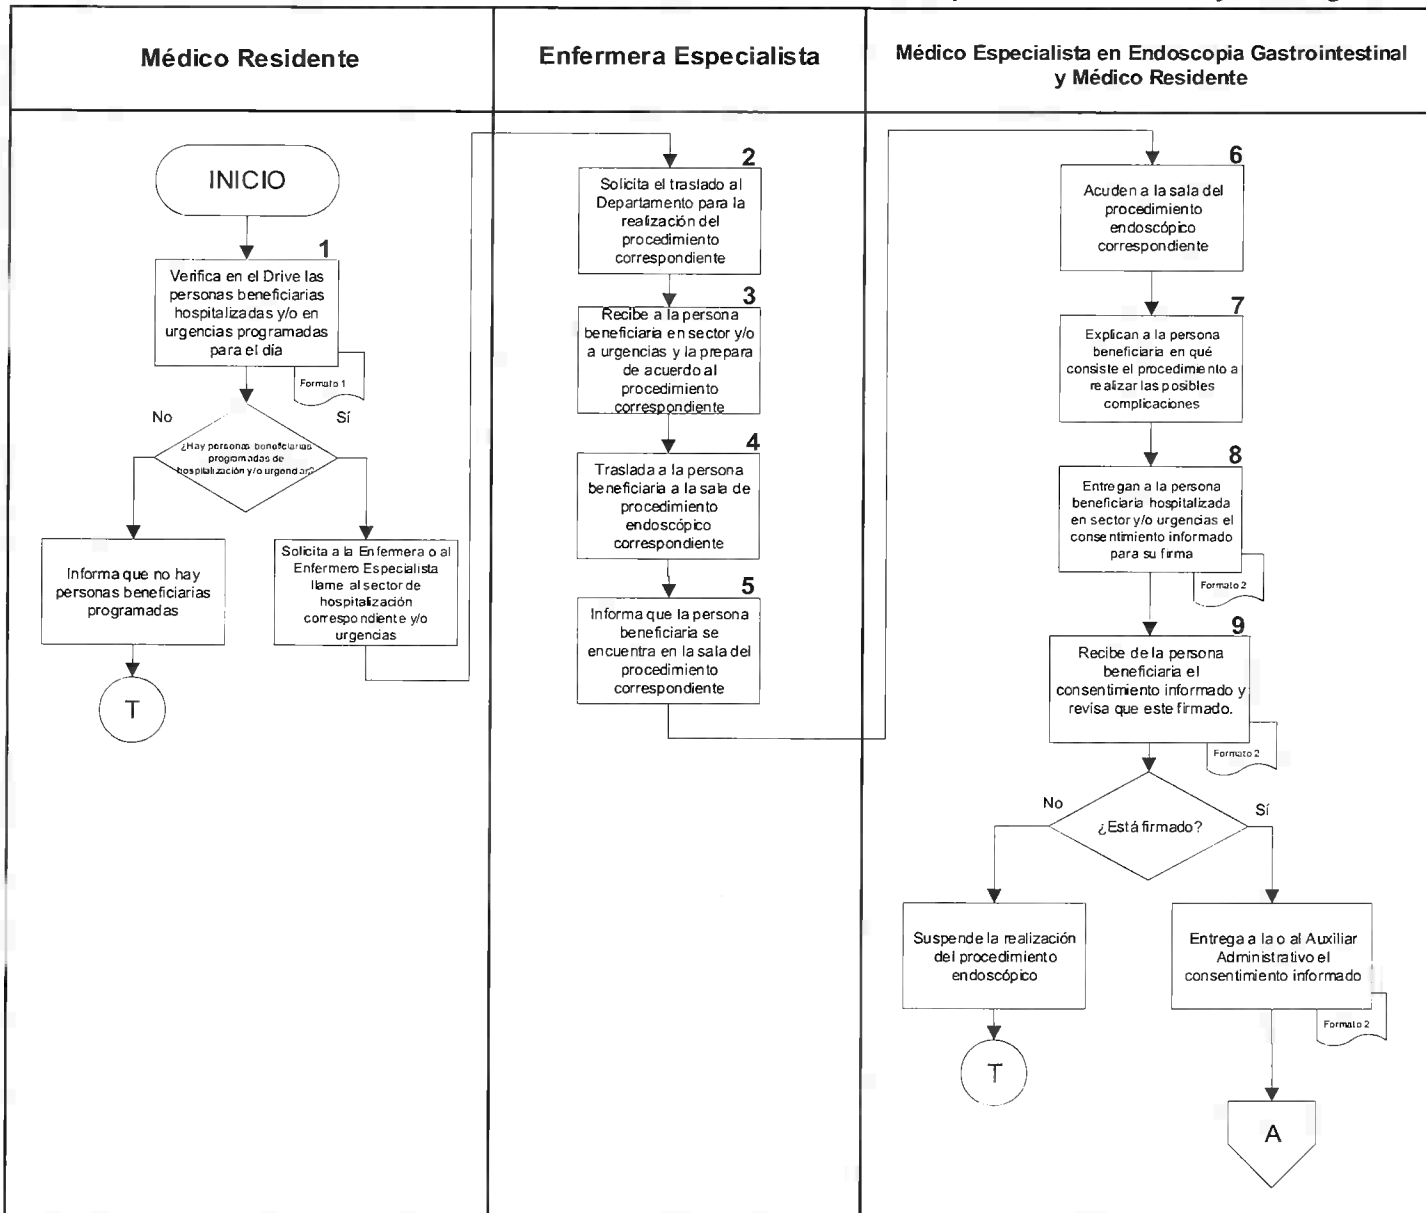 Médico Residente
Enfermera Especialista
Médico Especialista en Endoscopia Gastrointestinal
y Médico Residente
INICIO
1
Verifica en el Drive las
personas beneficiarias
hospitalizadas y/o en
urgencias programadas
para el día
Formato 1
No
Sí
¿Hay personas beneficiarias
programadas de
hospitalización y/o urgencias?
Informa que no hay
personas beneficiarias
programadas
T
Solicita a la Enfermera o al
Enfermero Especialista
llame al sector de
hospitalización
correspondiente y/o
urgencias
2
Solicita el traslado al
Departamento para la
realización del
procedimiento
correspondiente
3
Recibe a la persona
beneficiaria en sector y/o
a urgencias y la prepara
de acuerdo al
procedimiento
correspondiente
4
Traslada a la persona
beneficiaria a la sala de
procedimiento
endoscópico
correspondiente
5
Informa que la persona
beneficiaria se
encuentra en la sala del
procedimiento
correspondiente
6
Acuden a la sala del
procedimiento
endoscópico
correspondiente
7
Explican a la persona
beneficiaria en qué
consiste el procedimiento a
realizar las posibles
complicaciones
8
Entregan a la persona
beneficiaria hospitalizada
en sector y/o urgencias el
consentimiento informado
para su firma
Formato 2
9
Recibe de la persona
beneficiaria el
consentimiento informado y
revisa que este firmado.
Formato 2
No
Sí
¿Está firmado?
Suspende la realización
del procedimiento
endoscópico
T
Entrega a la o al Auxiliar
Administrativo el
consentimiento informado
Formato 2
A